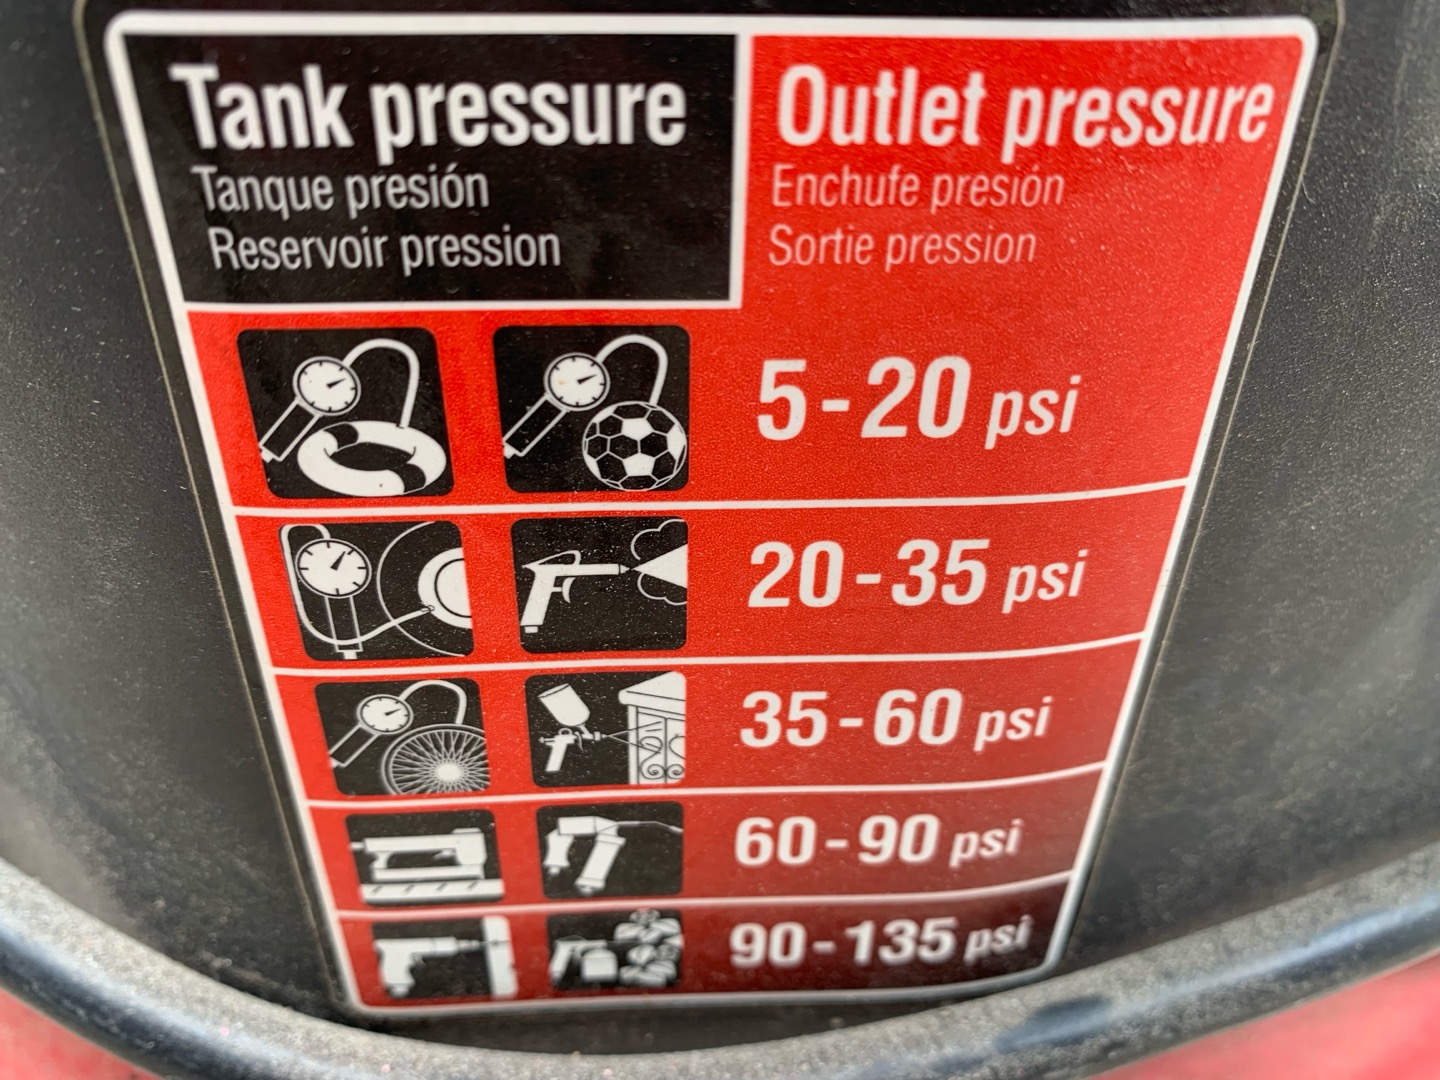 Tank pressure
Tanque presión
Reservoir pression
Outlet pressure
Enchufe presión
Sortie pression
5-20 psi
20-35 psi
35-60 psi
60-90 psi
90-135 psi